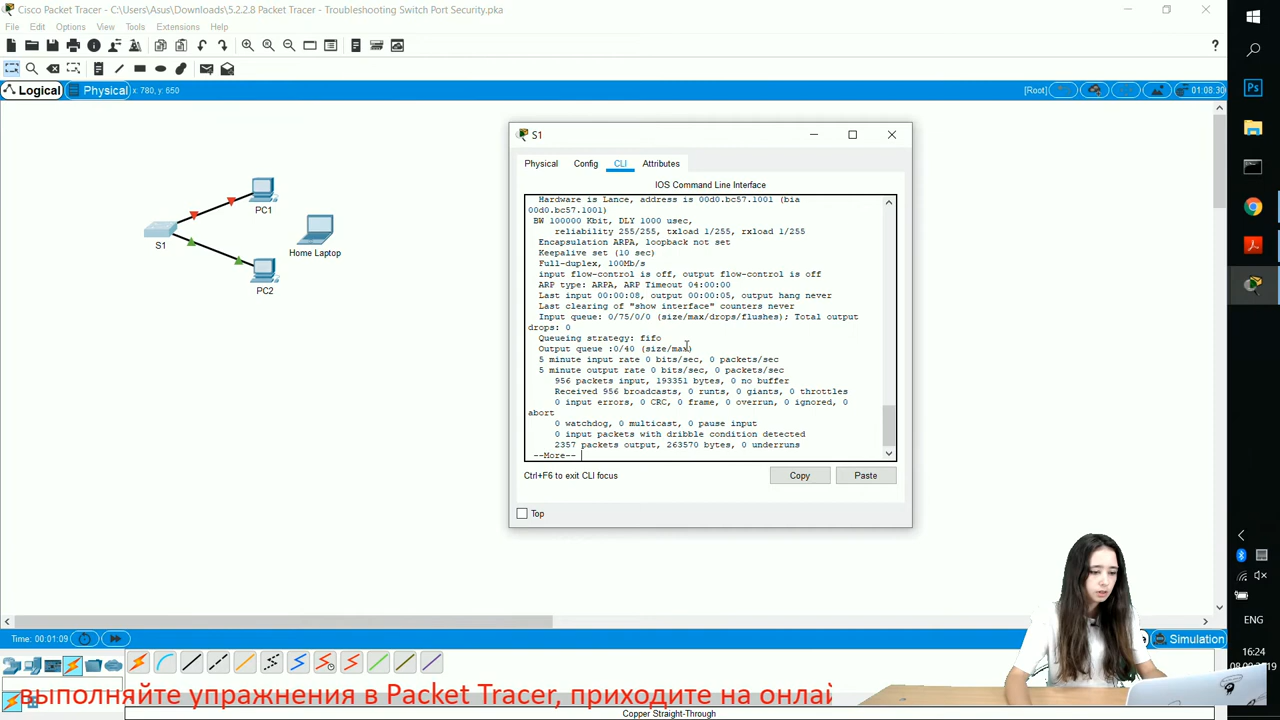 Cisco Packet Tracer - C:\Users\Asus\Downloads\5.2.2.8 Packet Tracer - Troubleshooting Switch Port Security.pka
File Edit Options View Tools Extensions Help
Logical Physical x: 780, y: 650 [Root] 01:08:30
S1
Physical Config CLI Attributes
IOS Command Line Interface
Hardware is Lance, address is 00d0.bc57.1001 (bia
00d0.bc57.1001)
BW 100000 Kbit, DLY 1000 usec,
reliability 255/255, txload 1/255, rxload 1/255
Encapsulation ARPA, loopback not set
Keepalive set (10 sec)
Full-duplex, 100Mb/s
input flow-control is off, output flow-control is off
ARP type: ARPA, ARP Timeout 04:00:00
Last input 00:00:08, output 00:00:05, output hang never
Last clearing of "show interface" counters never
Input queue: 0/75/0/0 (size/max/drops/flushes); Total output
drops: 0
Queueing strategy: fifo
Output queue :0/40 (size/max)
5 minute input rate 0 bits/sec, 0 packets/sec
5 minute output rate 0 bits/sec, 0 packets/sec
956 packets input, 193351 bytes, 0 no buffer
Received 956 broadcasts, 0 runts, 0 giants, 0 throttles
0 input errors, 0 CRC, 0 frame, 0 overrun, 0 ignored, 0
abort
0 watchdog, 0 multicast, 0 pause input
0 input packets with dribble condition detected
2357 packets output, 263570 bytes, 0 underruns
--More--
Ctrl+F6 to exit CLI focus
Copy Paste
Top
PC1
S1
Home Laptop
PC2
Time: 00:01:09
Simulation
ENG
16:24
выполняйте упражнения в Packet Tracer, приходите на онлай
Copper Straight-Through